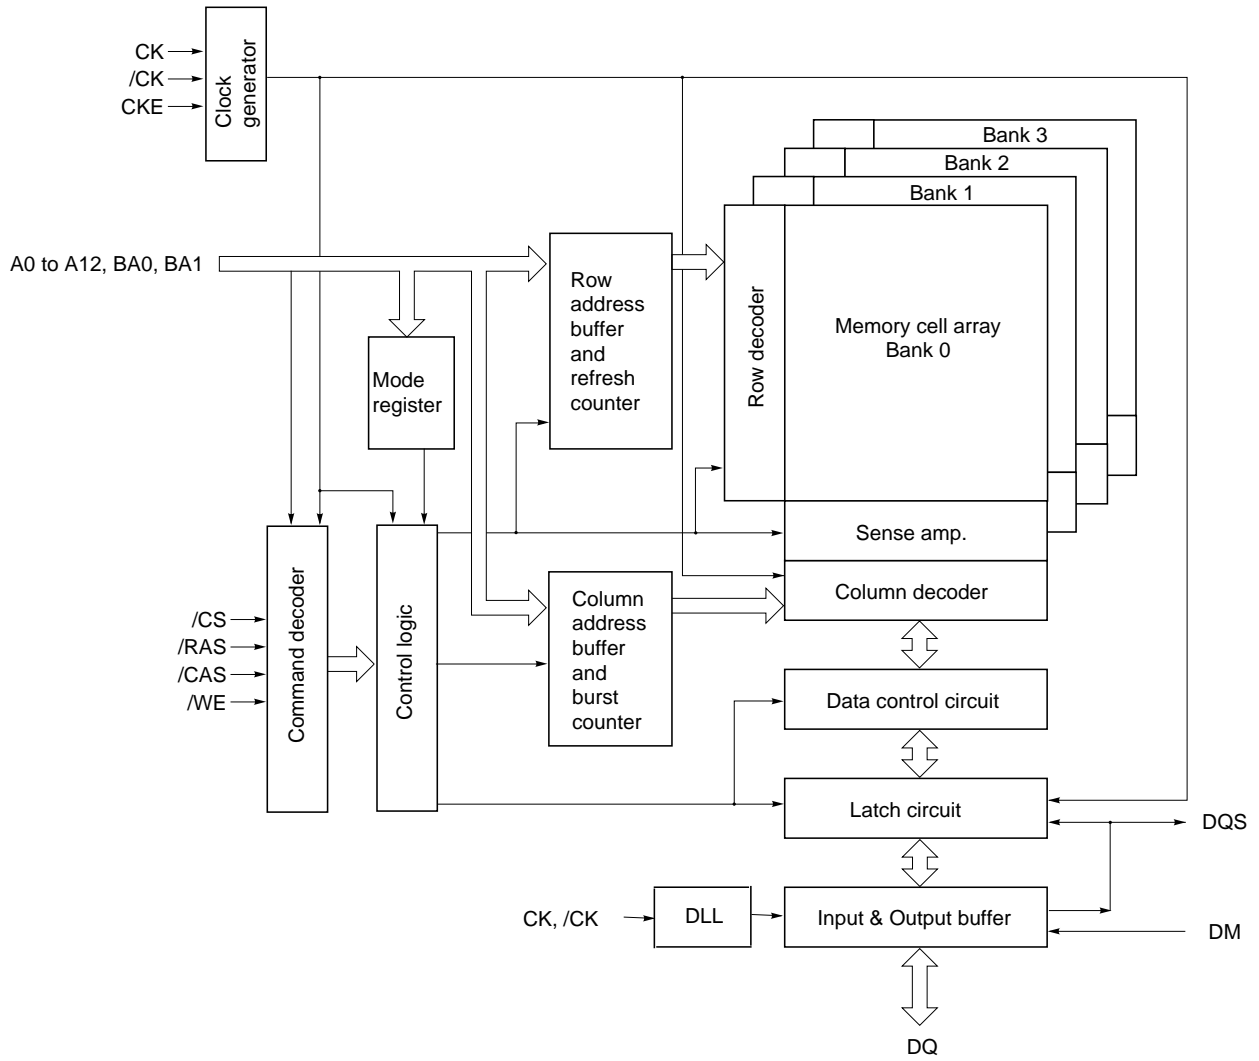 CK
/CK
CKE
Clock
generator
Bank 3
Bank 2
Bank 1
A0 to A12, BA0, BA1
Row
address
buffer
and
refresh
counter
Row decoder
Memory cell array
Bank 0
Mode
register
Sense amp.
Column decoder
/CS
/RAS
/CAS
/WE
Command decoder
Control logic
Column
address
buffer
and
burst
counter
Data control circuit
Latch circuit
DQS
CK, /CK
DLL
Input & Output buffer
DM
DQ